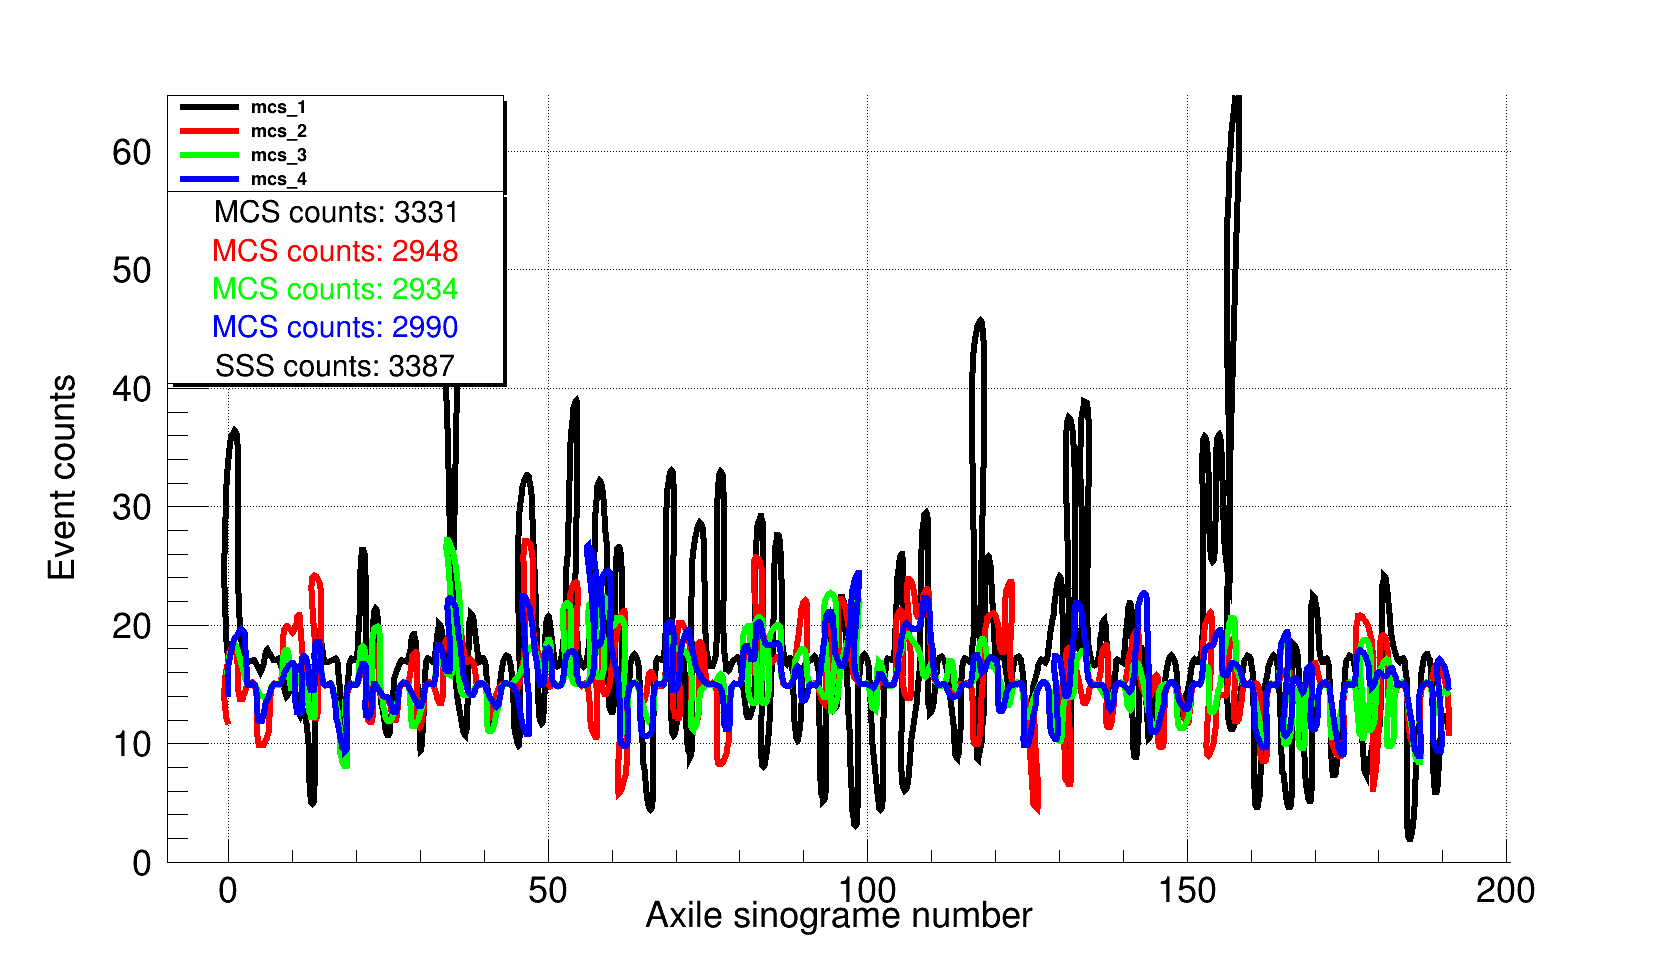 mcs_1
mcs_2
mcs_3
mcs_4
MCS counts: 3331
MCS counts: 2948
MCS counts: 2934
MCS counts: 2990
SSS counts: 3387
Event counts
60
50
40
30
20
10
0
0 50 100 150 200
Axile sinograme number